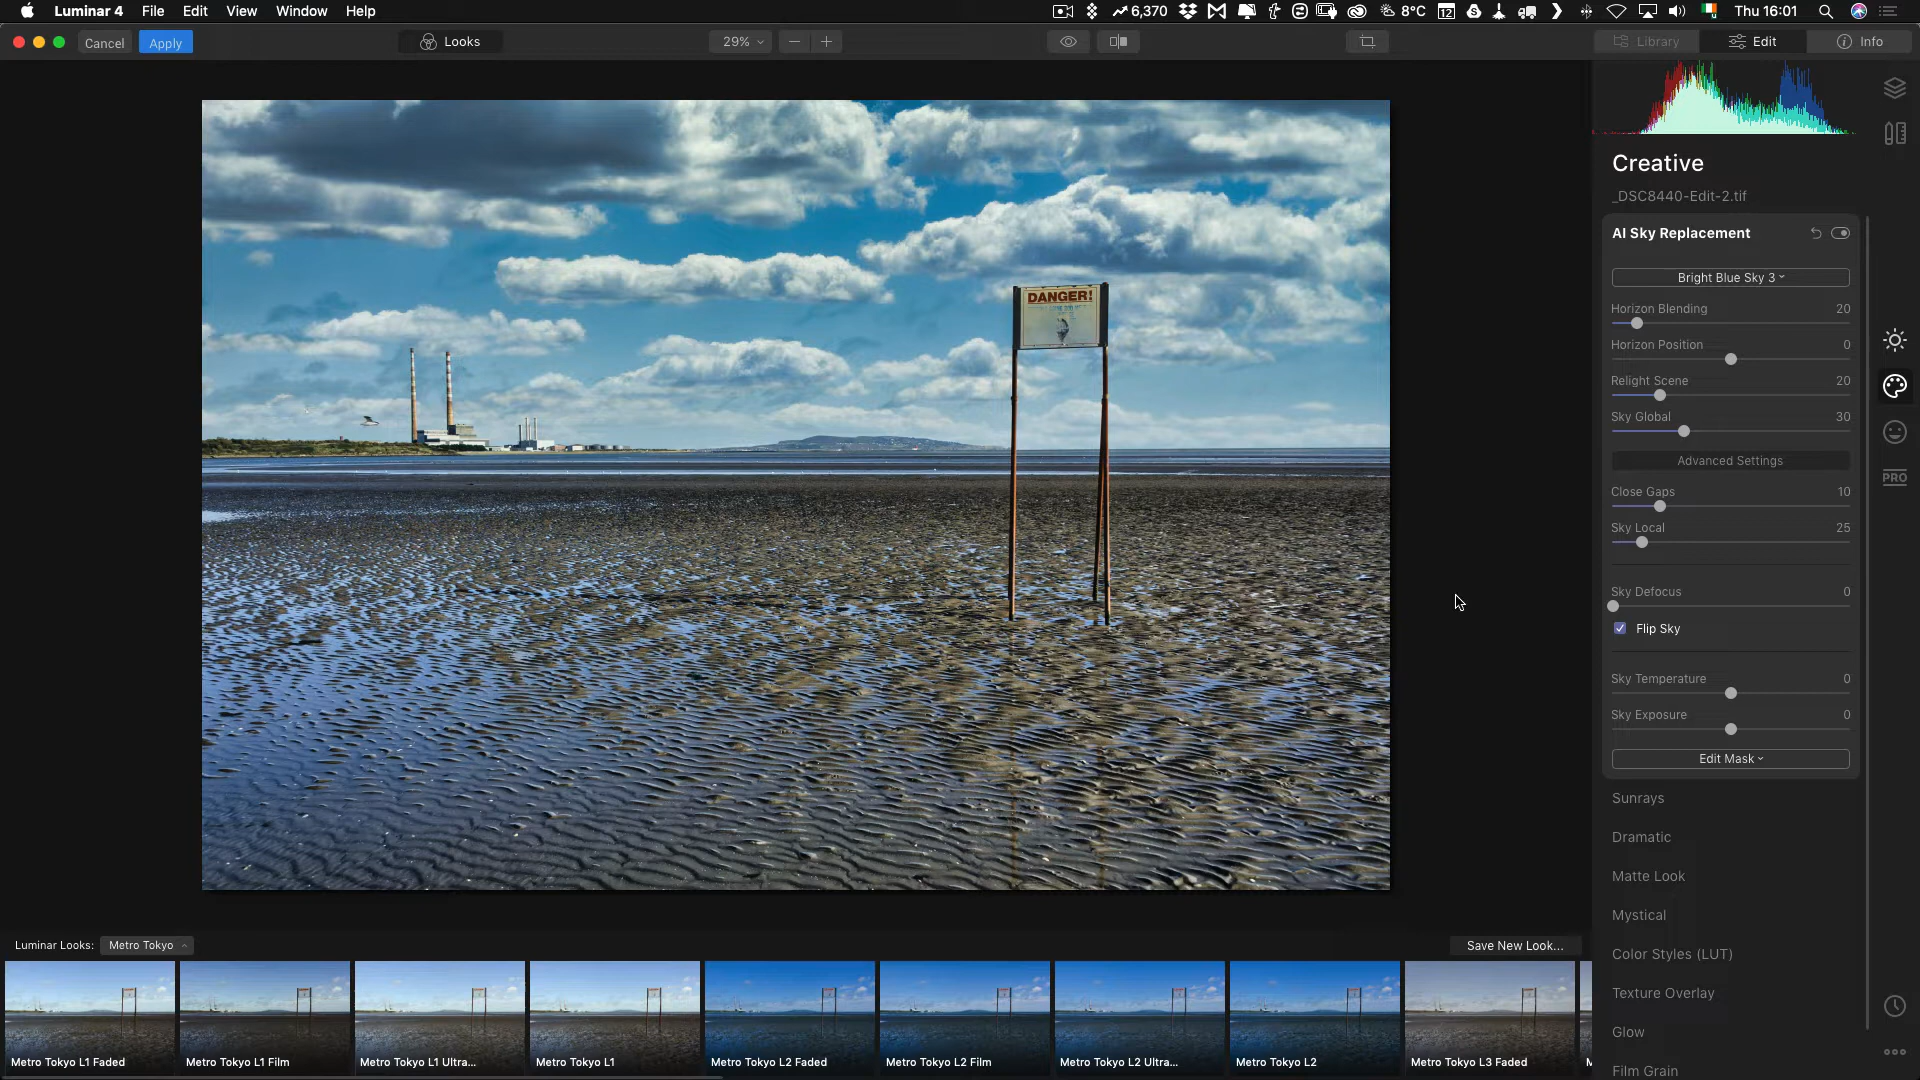 Luminar 4 File Edit View Window Help 6,370 8°C 12 Thu 16:01
Cancel Apply Looks 29% Library Edit Info
Creative
_DSC8440-Edit-2.tif
AI Sky Replacement
Bright Blue Sky 3
Horizon Blending 20
Horizon Position 0
Relight Scene 20
Sky Global 30
Advanced Settings
Close Gaps 10
Sky Local 25
Sky Defocus 0
Flip Sky
Sky Temperature 0
Sky Exposure 0
Edit Mask
Sunrays
Dramatic
Matte Look
Mystical
Color Styles (LUT)
Texture Overlay
Glow
Film Grain
PRO
DANGER!
Luminar Looks: Metro Tokyo Save New Look...
Metro Tokyo L1 Faded Metro Tokyo L1 Film Metro Tokyo L1 Ultra... Metro Tokyo L1 Metro Tokyo L2 Faded Metro Tokyo L2 Film Metro Tokyo L2 Ultra... Metro Tokyo L2 Metro Tokyo L3 Faded